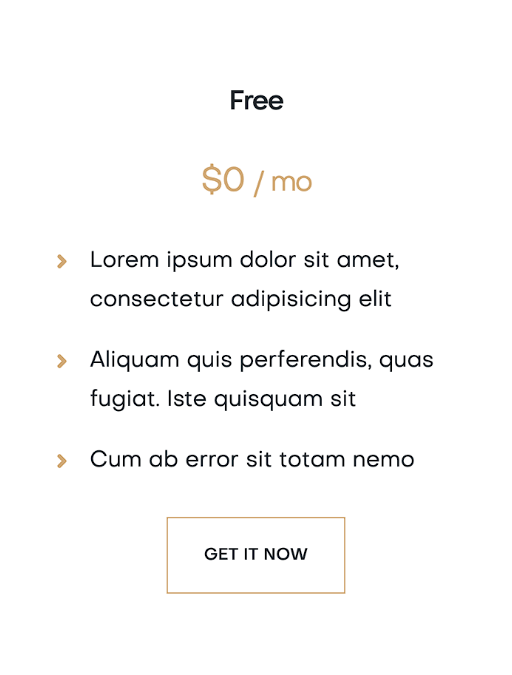 Free
$0 / mo
Lorem ipsum dolor sit amet,
consectetur adipisicing elit
Aliquam quis perferendis, quas
fugiat. Iste quisquam sit
Cum ab error sit totam nemo
GET IT NOW